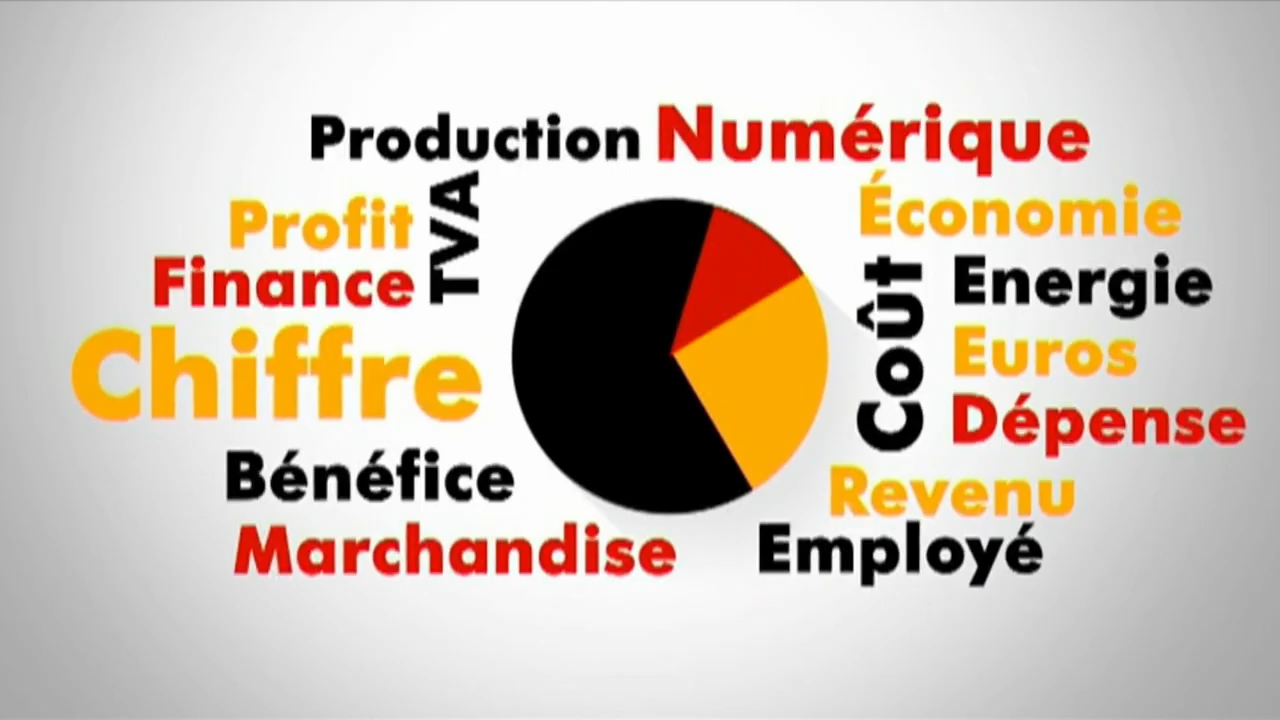 Production Numérique
Profit
TVA
Économie
Finance
Coût
Energie
Chiffre
Euros
Dépense
Bénéfice
Revenu
Marchandise
Employé